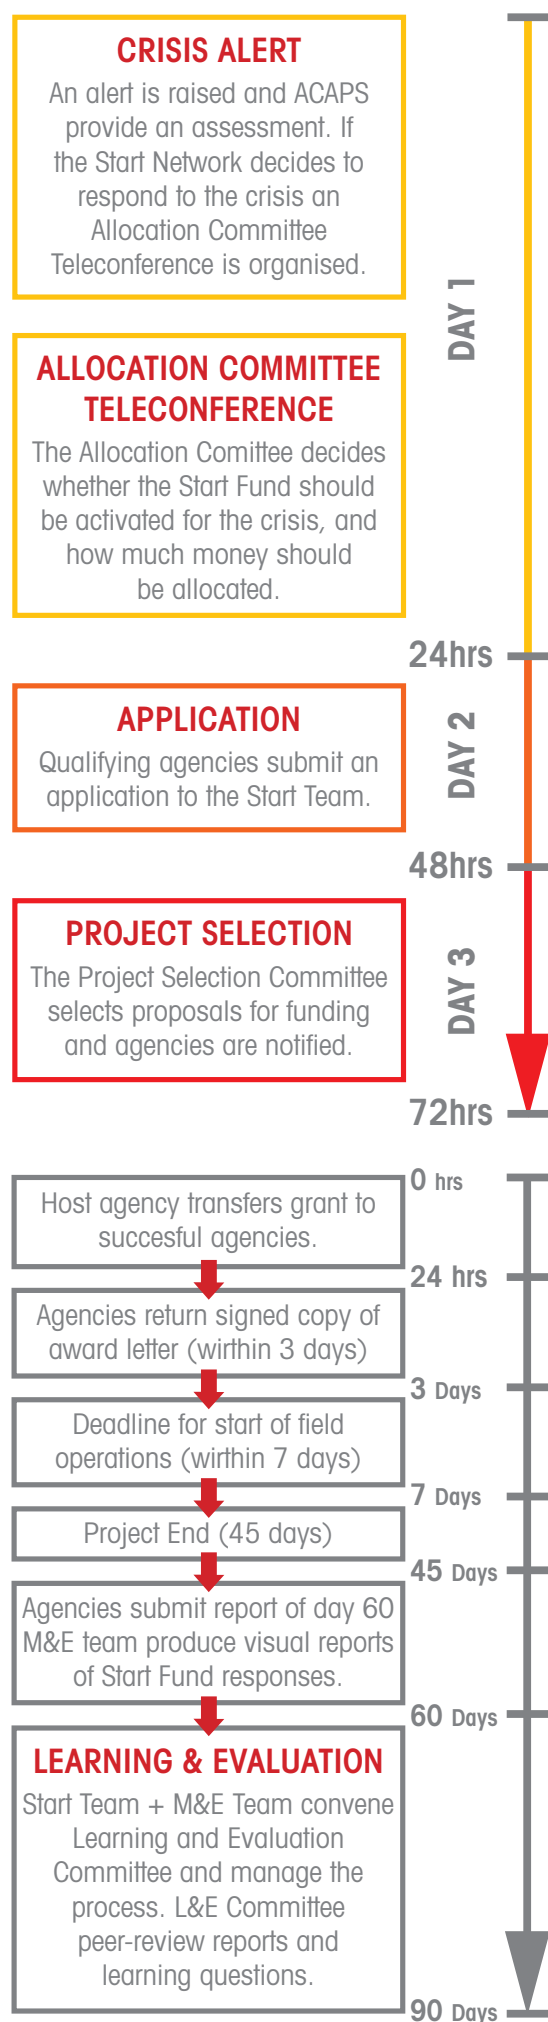 CRISIS ALERT
An alert is raised and ACAPS
provide an assessment. If
the Start Network decides to
respond to the crisis an
Allocation Committee
Teleconference is organised.
DAY 1
ALLOCATION COMMITTEE
TELECONFERENCE
The Allocation Comittee decides
whether the Start Fund should
be activated for the crisis, and
how much money should
be allocated.
24hrs
APPLICATION
Qualifying agencies submit an
application to the Start Team.
DAY 2
48hrs
PROJECT SELECTION
The Project Selection Committee
selects proposals for funding
and agencies are notified.
DAY 3
72hrs
0 hrs
Host agency transfers grant to
succesful agencies.
24 hrs
Agencies return signed copy of
award letter (wirthin 3 days)
3 Days
Deadline for start of field
operations (wirthin 7 days)
7 Days
Project End (45 days)
45 Days
Agencies submit report of day 60
M&E team produce visual reports
of Start Fund responses.
60 Days
LEARNING & EVALUATION
Start Team + M&E Team convene
Learning and Evaluation
Committee and manage the
process. L&E Committee
peer-review reports and
learning questions.
90 Days